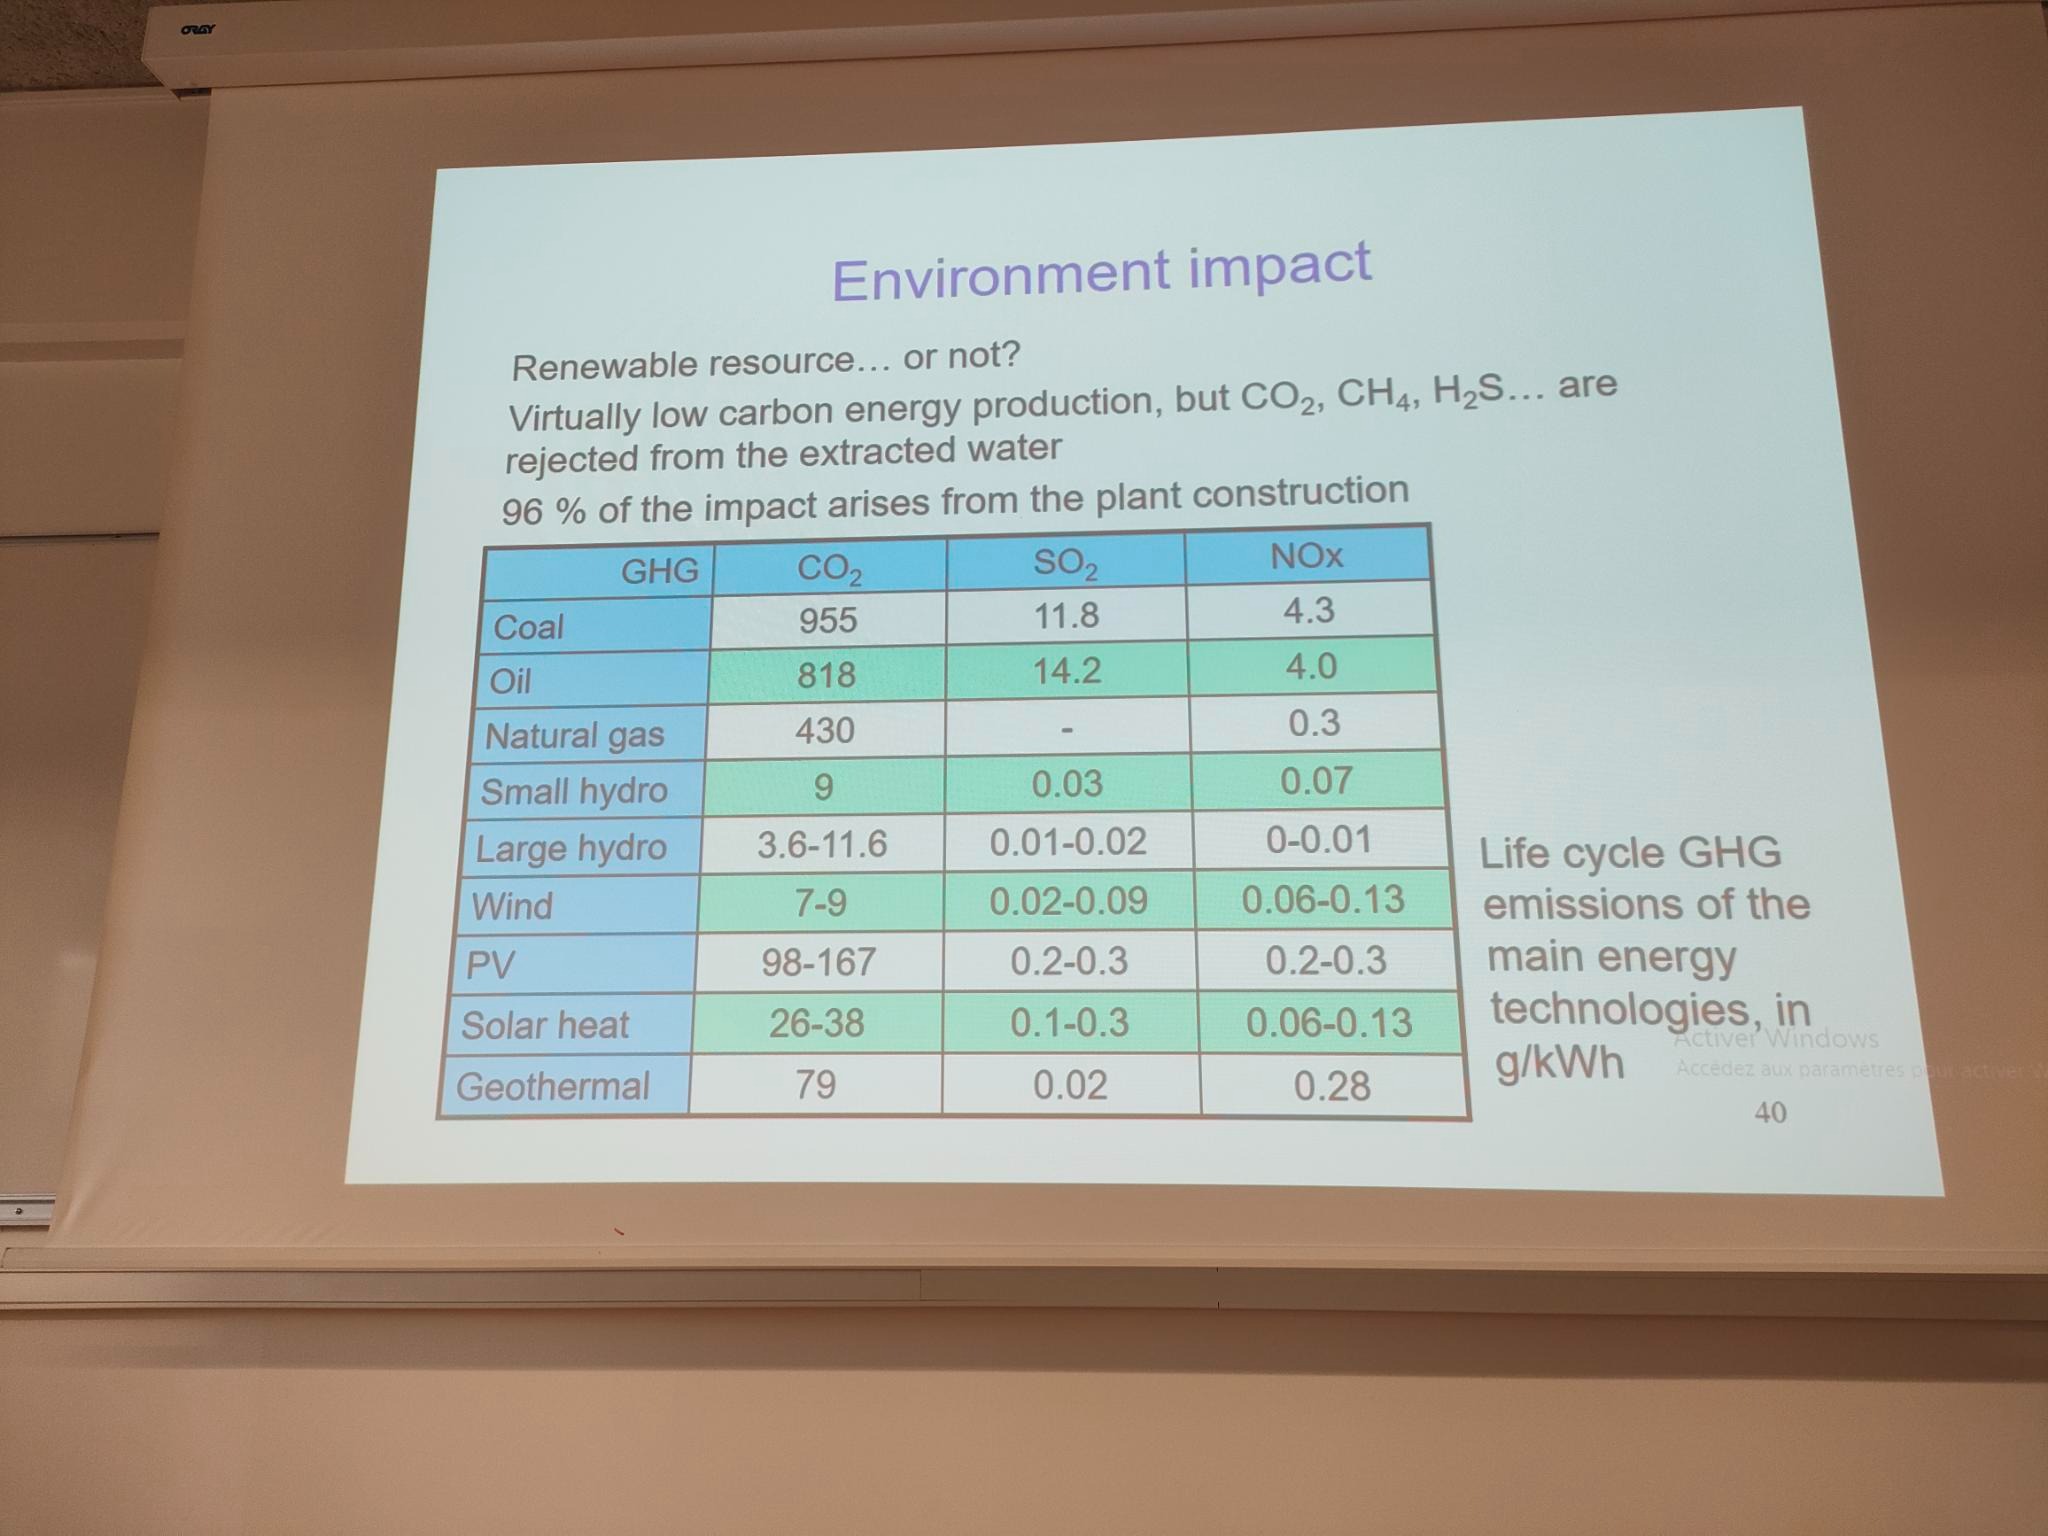 ORAY
Environment impact
Renewable resource... or not?
Virtually low carbon energy production, but CO₂, CH₄, H₂S... are
rejected from the extracted water
96 % of the impact arises from the plant construction
GHG CO₂ SO₂ NOx
Coal 955 11.8 4.3
Oil 818 14.2 4.0
Natural gas 430 - 0.3
Small hydro 9 0.03 0.07
Large hydro 3.6-11.6 0.01-0.02 0-0.01
Wind 7-9 0.02-0.09 0.06-0.13
PV 98-167 0.2-0.3 0.2-0.3
Solar heat 26-38 0.1-0.3 0.06-0.13
Geothermal 79 0.02 0.28
Life cycle GHG
emissions of the
main energy
technologies, in
g/kWh
Activer Windows
Accédez aux paramètres pour activer W
40